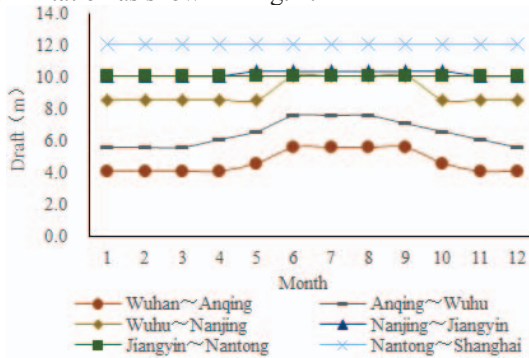 14.0
12.0
10.0
8.0
6.0
4.0
2.0
0.0
Draft（m）
1 2 3 4 5 6 7 8 9 10 11 12
Month
Wuhan～Anqing Anqing～Wuhu
Wuhu～Nanjing Nanjing～Jiangyin
Jiangyin～Nantong Nantong～Shanghai